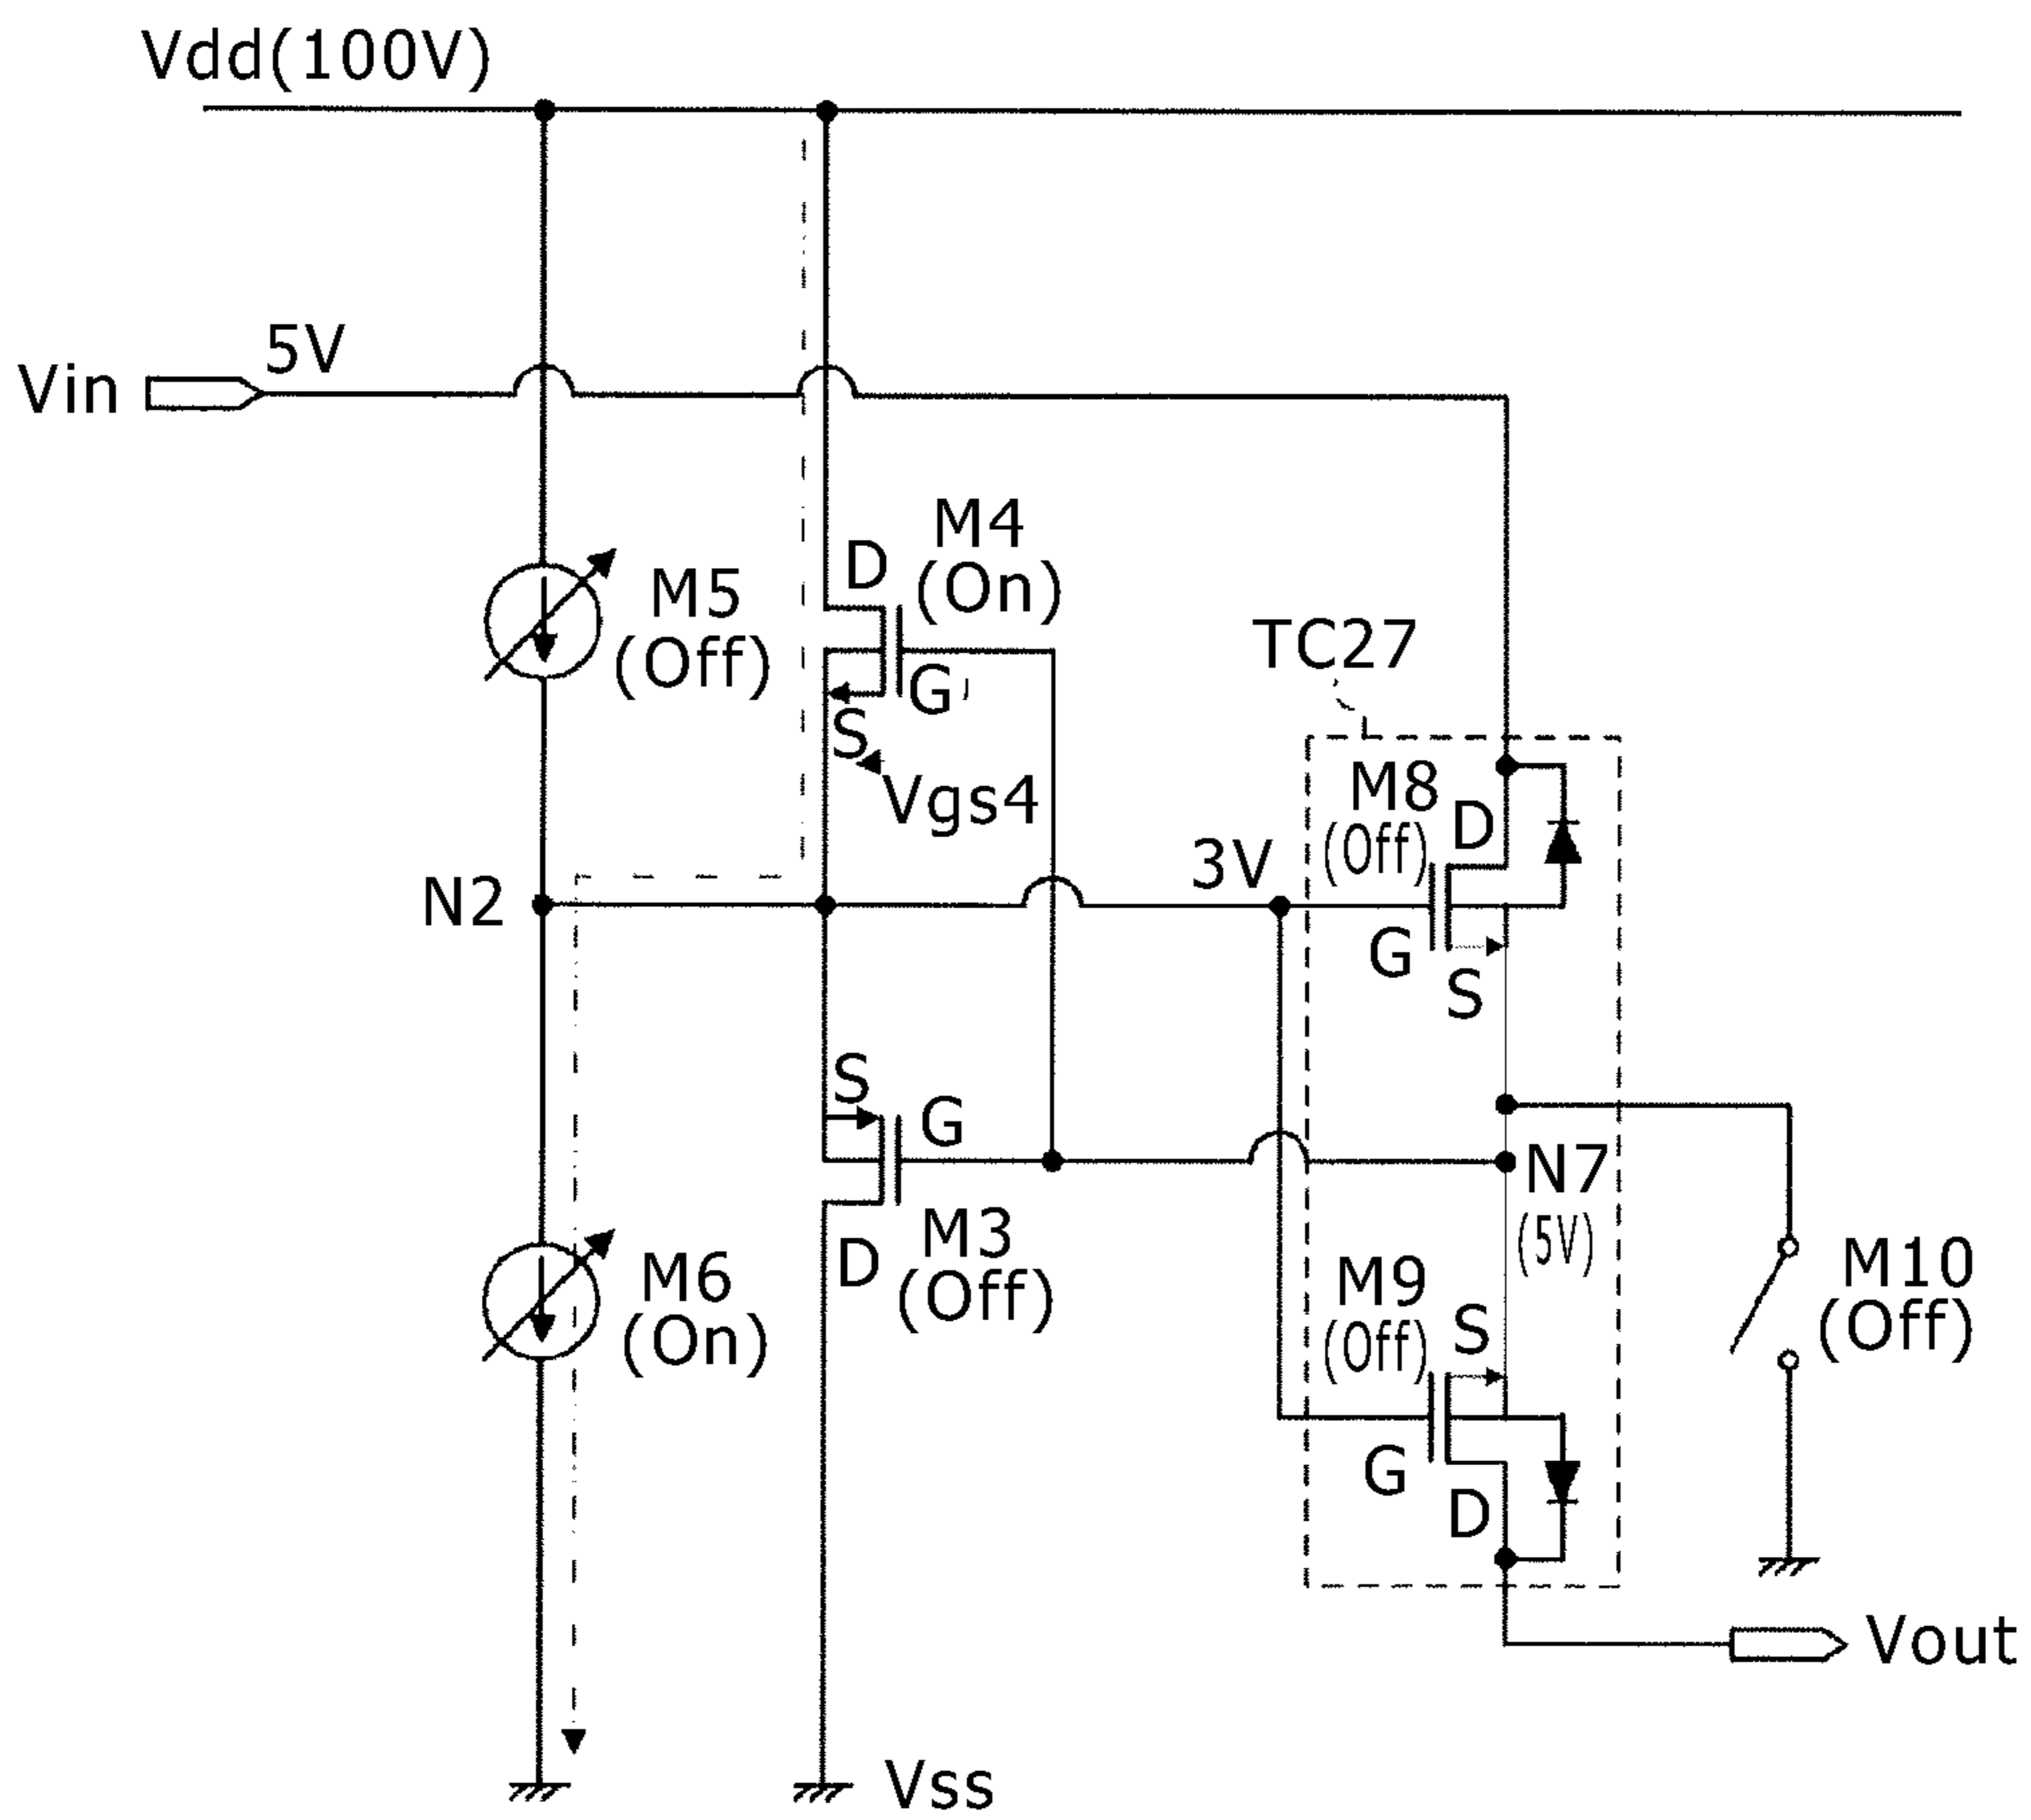 Vdd(100V)
5V
Vin
M4
D
(On)
M5
(Off)
G
S
Vgs4
TC27
M8
(Off)
D
3V
N2
G
S
S
G
N7
(5V)
M3
D
(Off)
M6
(On)
M9
(Off)
S
M10
(Off)
G
D
Vout
Vss